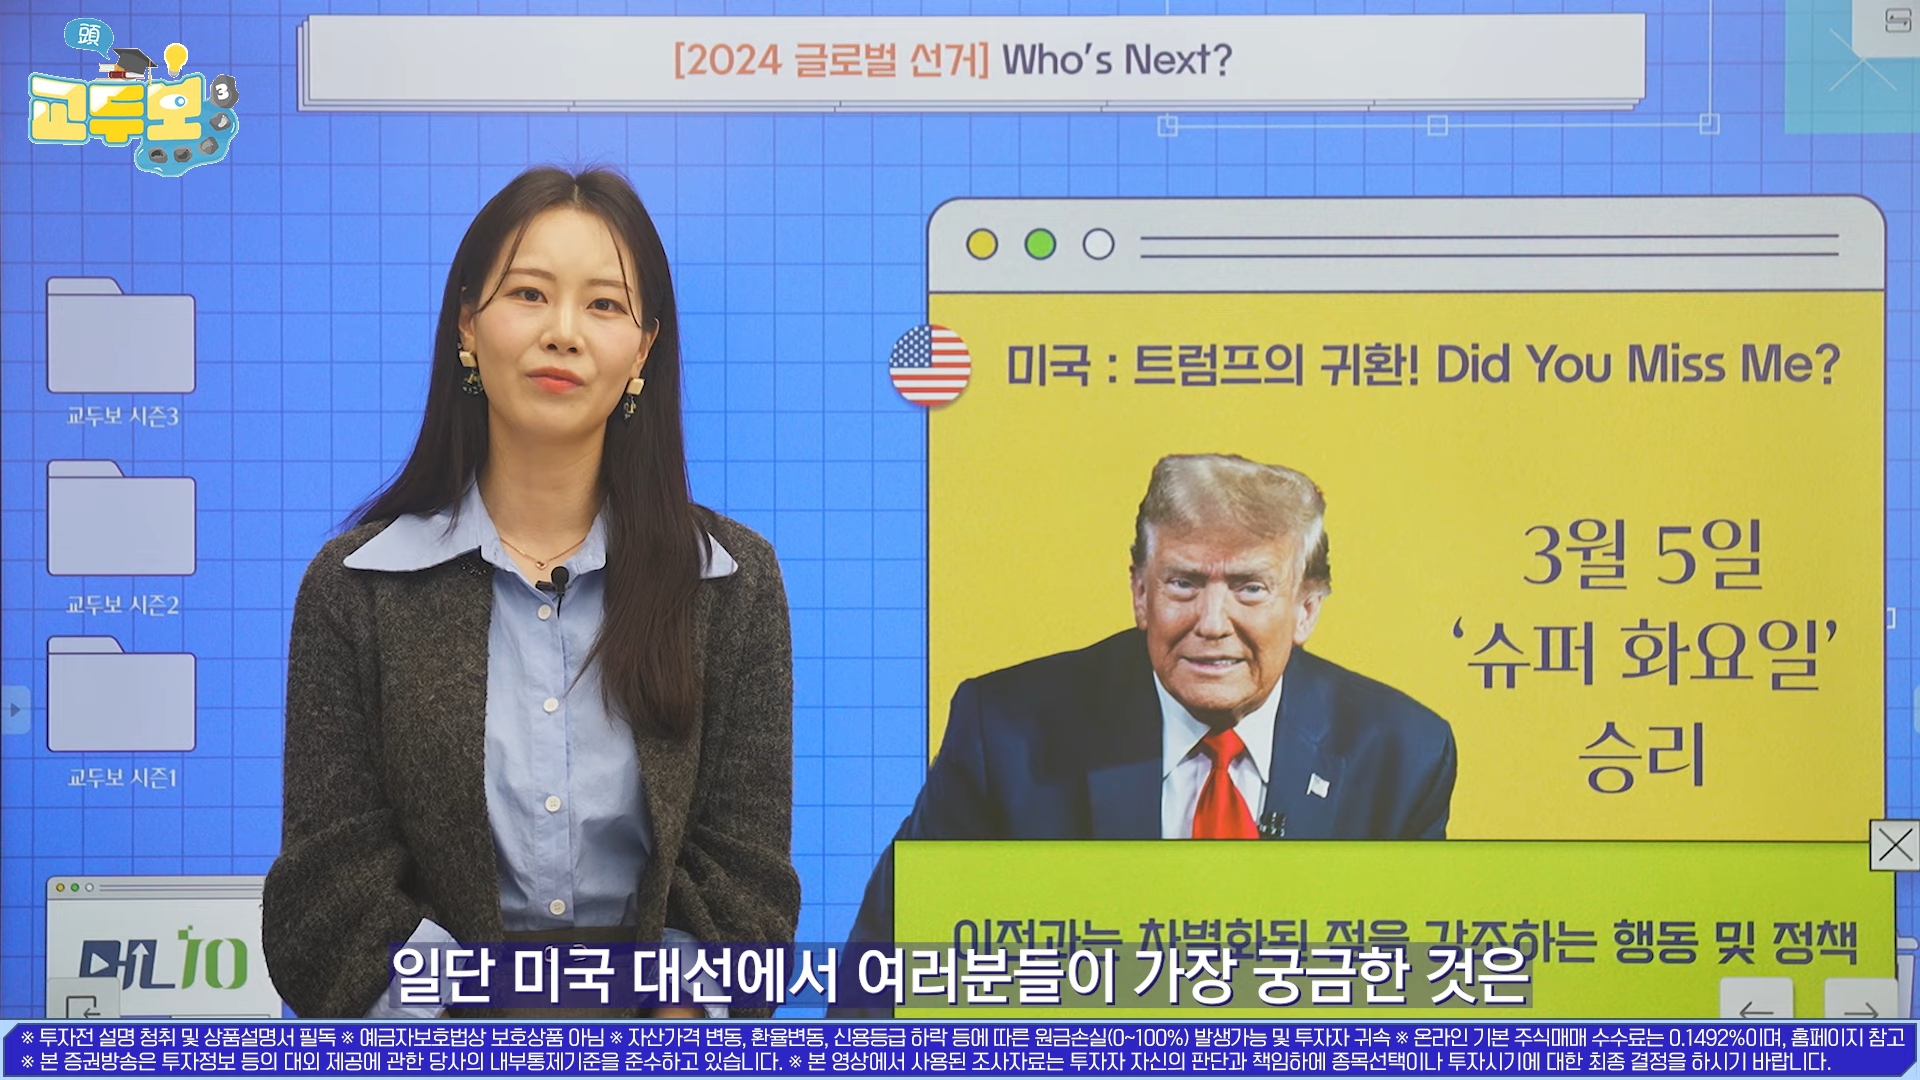 頭
교두보
3
[2024 글로벌 선거] Who's Next?
교두보 시즌3
교두보 시즌2
교두보 시즌1
미국 : 트럼프의 귀환! Did You Miss Me?
3월 5일
'슈퍼 화요일'
승리
이전과는 차별화된 점을 강조하는 행동 및 정책
일단 미국 대선에서 여러분들이 가장 궁금한 것은
※ 투자전 설명 청취 및 상품설명서 필독 ※ 예금자보호법상 보호상품 아님 ※ 자산가격 변동, 환율변동, 신용등급 하락 등에 따른 원금손실(0~100%) 발생가능 및 투자자 귀속 ※ 온라인 기본 주식매매 수수료는 0.1492%이며, 홈페이지 참고
※ 본 증권방송은 투자정보 등의 대외 제공에 관한 당사의 내부통제기준을 준수하고 있습니다. ※ 본 영상에서 사용된 조사자료는 투자자 자신의 판단과 책임하에 종목선택이나 투자시기에 대한 최종 결정을 하시기 바랍니다.